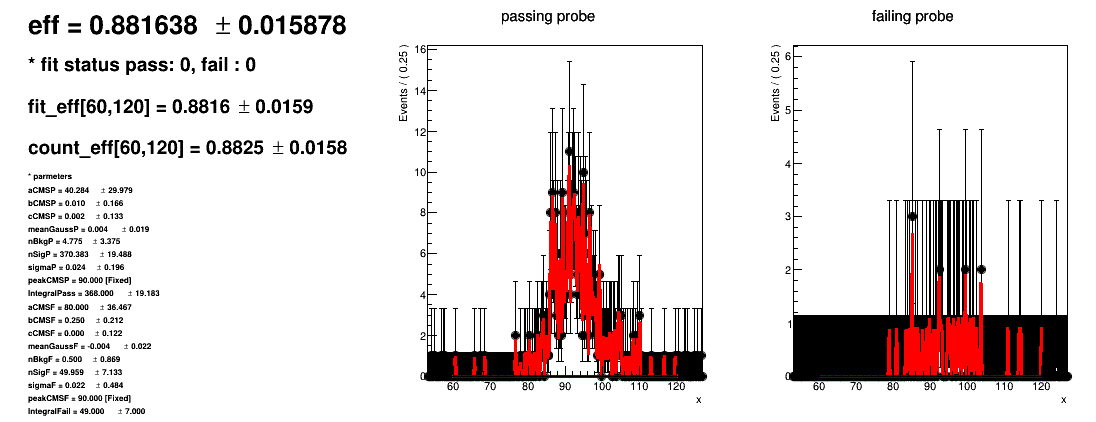 eff = 0.881638 ± 0.015878
* fit status pass: 0, fail : 0
fit_eff[60,120] = 0.8816 ± 0.0159
count_eff[60,120] = 0.8825 ± 0.0158
* parmeters
aCMSP = 40.284 ± 29.979
bCMSP = 0.010 ± 0.166
cCMSP = 0.002 ± 0.133
meanGaussP = 0.004 ± 0.019
nBkgP = 4.775 ± 3.375
nSigP = 370.383 ± 19.488
sigmaP = 0.024 ± 0.196
peakCMSP = 90.000 [Fixed]
IntegralPass = 368.000 ± 19.183
aCMSF = 80.000 ± 36.467
bCMSF = 0.250 ± 0.212
cCMSF = 0.000 ± 0.122
meanGaussF = -0.004 ± 0.022
nBkgF = 0.500 ± 0.869
nSigF = 49.959 ± 7.133
sigmaF = 0.022 ± 0.484
peakCMSF = 90.000 [Fixed]
IntegralFail = 49.000 ± 7.000
passing probe
Events / ( 0.25 )
16
14
12
10
8
6
4
2
0
60 70 80 90 100 110 120
x
failing probe
Events / ( 0.25 )
6
5
4
3
2
1
0
60 70 80 90 100 110 120
x